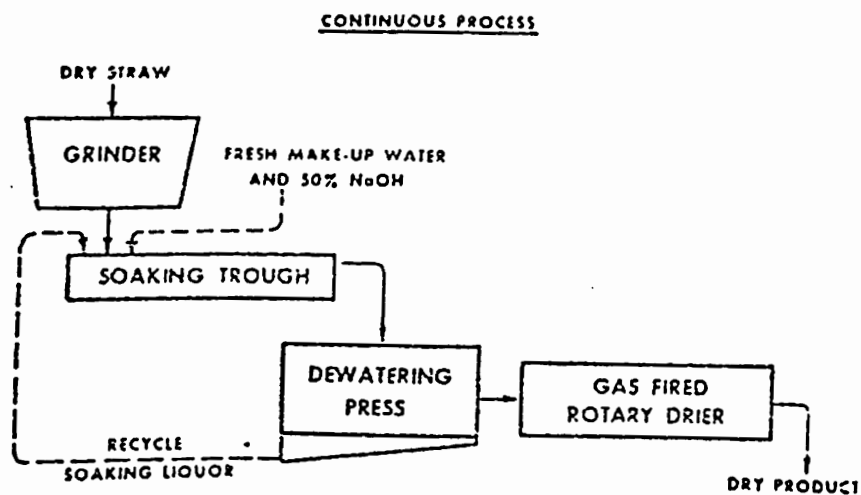 CONTINUOUS PROCESS
DRY STRAW
GRINDER
FRESH MAKE-UP WATER
AND 50% NaOH
SOAKING TROUGH
DEWATERING
PRESS
GAS FIRED
ROTARY DRIER
RECYCLE
SOAKING LIQUOR
DRY PRODUCT